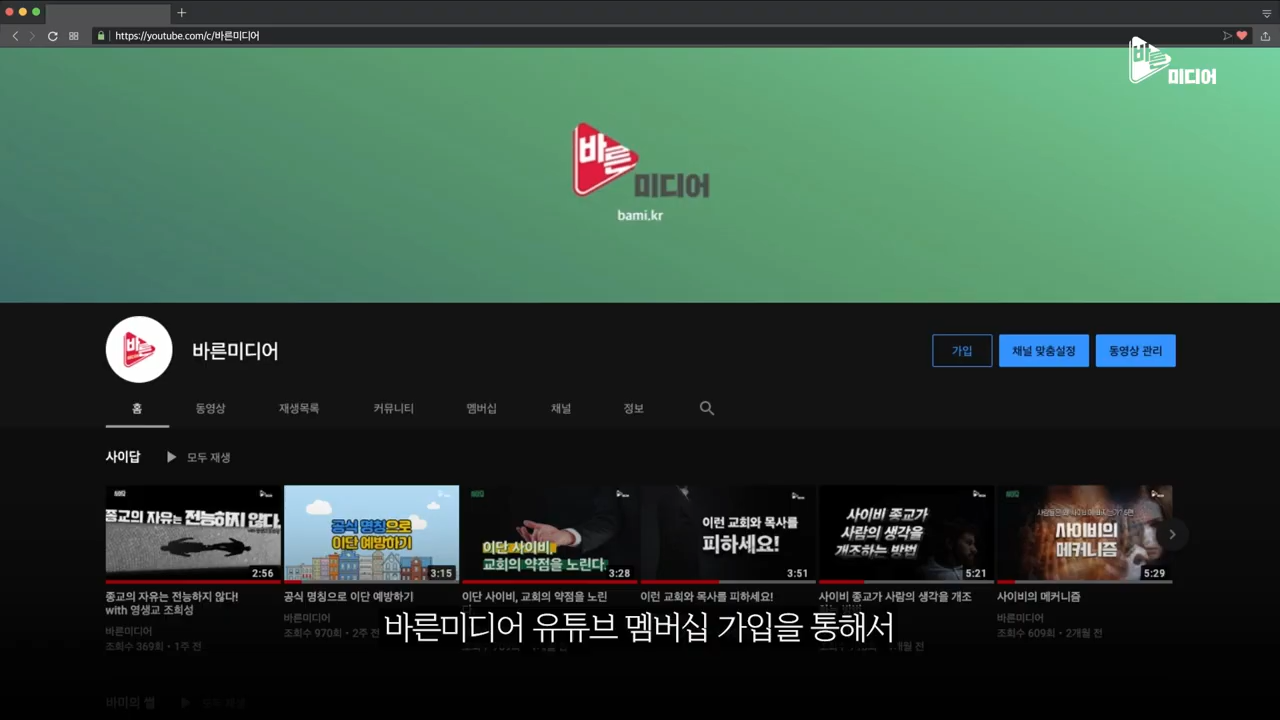 https://youtube.com/c/바른미디어
바른
미디어
바른
미디어
bami.kr
바른
바른미디어
가입
채널 맞춤설정
동영상 관리
홈
동영상
재생목록
커뮤니티
멤버십
채널
정보
사이답
모두 재생
종교의 자유는 전능하지 않다.
2:56
공식 명칭으로
이단 예방하기
3:15
이단 사이비,
교회의 약점을 노린다.
3:28
이런 교회와 목사를
피하세요!
3:51
사이비 종교가
사람의 생각을
개조하는 방법
5:21
사이비의
메커니즘
5:29
종교의 자유는 전능하지 않다!
with 영생교 조희성
바른미디어
조회수 369회 • 1주 전
공식 명칭으로 이단 예방하기
바른미디어
조회수 970회 • 2주 전
이단 사이비, 교회의 약점을 노린
이런 교회와 목사를 피하세요!
사이비 종교가 사람의 생각을 개조
사이비의 메커니즘
바른미디어
조회수 609회 • 2개월 전
바른미디어 유튜브 멤버십 가입을 통해서
바미의 썰
모두 재생